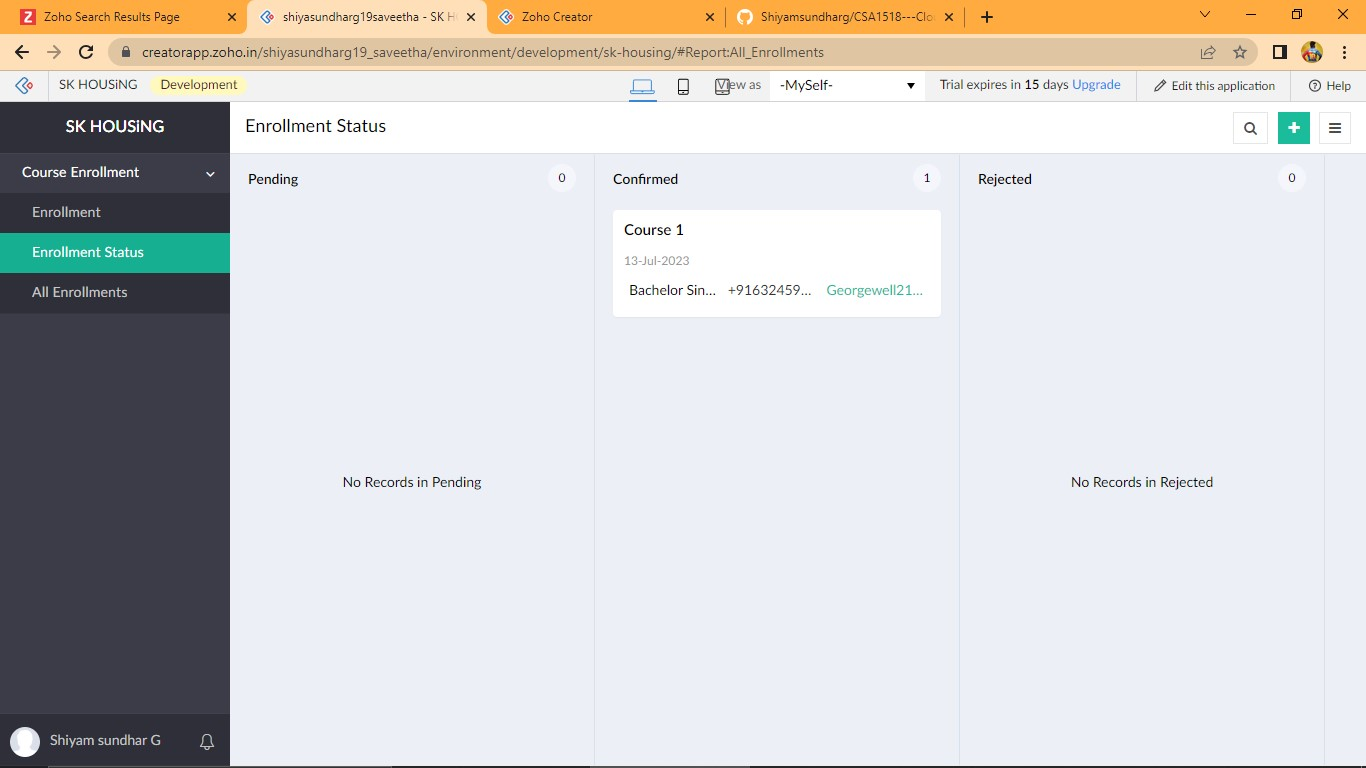 Zoho Search Results Page
shiyasundharg19saveetha - SK H
Zoho Creator
Shiyamsundharg/CSA1518---Clo
creatorapp.zoho.in/shiyasundharg19_saveetha/environment/development/sk-housing/#Report:All_Enrollments
SK HOUSiNG
Development
View as
-MySelf-
Trial expires in 15 days Upgrade
Edit this application
Help
SK HOUSiNG
Course Enrollment
Enrollment
Enrollment Status
All Enrollments
Shiyam sundhar G
Enrollment Status
Pending
0
No Records in Pending
Confirmed
1
Course 1
13-Jul-2023
Bachelor Sin... +91632459... Georgewell21...
Rejected
0
No Records in Rejected